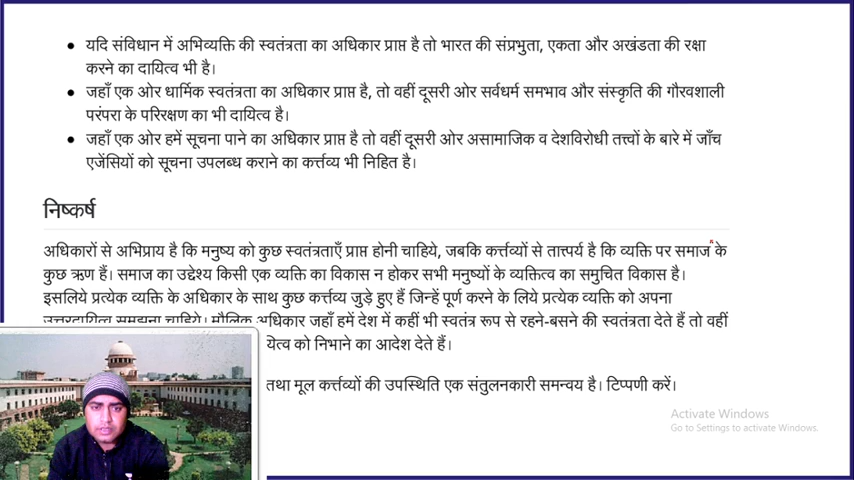 यदि संविधान में अभिव्यक्ति की स्वतंत्रता का अधिकार प्राप्त है तो भारत की संप्रभुता, एकता और अखंडता की रक्षा
करने का दायित्व भी है।
जहाँ एक ओर धार्मिक स्वतंत्रता का अधिकार प्राप्त है, तो वहीं दूसरी ओर सर्वधर्म समभाव और संस्कृति की गौरवशाली
परंपरा के परिरक्षण का भी दायित्व है।
जहाँ एक ओर हमें सूचना पाने का अधिकार प्राप्त है तो वहीं दूसरी ओर असामाजिक व देशविरोधी तत्त्वों के बारे में जाँच
एजेंसियों को सूचना उपलब्ध कराने का कर्त्तव्य भी निहित है।
निष्कर्ष
अधिकारों से अभिप्राय है कि मनुष्य को कुछ स्वतंत्रताएँ प्राप्त होनी चाहिये, जबकि कर्त्तव्यों से तात्त्पर्य है कि व्यक्ति पर समाज के
कुछ ऋण हैं। समाज का उद्देश्य किसी एक व्यक्ति का विकास न होकर सभी मनुष्यों के व्यक्तित्व का समुचित विकास है।
इसलिये प्रत्येक व्यक्ति के अधिकार के साथ कुछ कर्त्तव्य जुड़े हुए हैं जिन्हें पूर्ण करने के लिये प्रत्येक व्यक्ति को अपना
उत्तरदायित्व समझना चाहिये। मौलिक अधिकार जहाँ हमें देश में कहीं भी स्वतंत्र रूप से रहने-बसने की स्वतंत्रता देते हैं तो वहीं
को निभाने का आदेश देते हैं।
तथा मूल कर्त्तव्यों की उपस्थिति एक संतुलनकारी समन्वय है। टिप्पणी करें।
Activate Windows
Go to Settings to activate Windows.